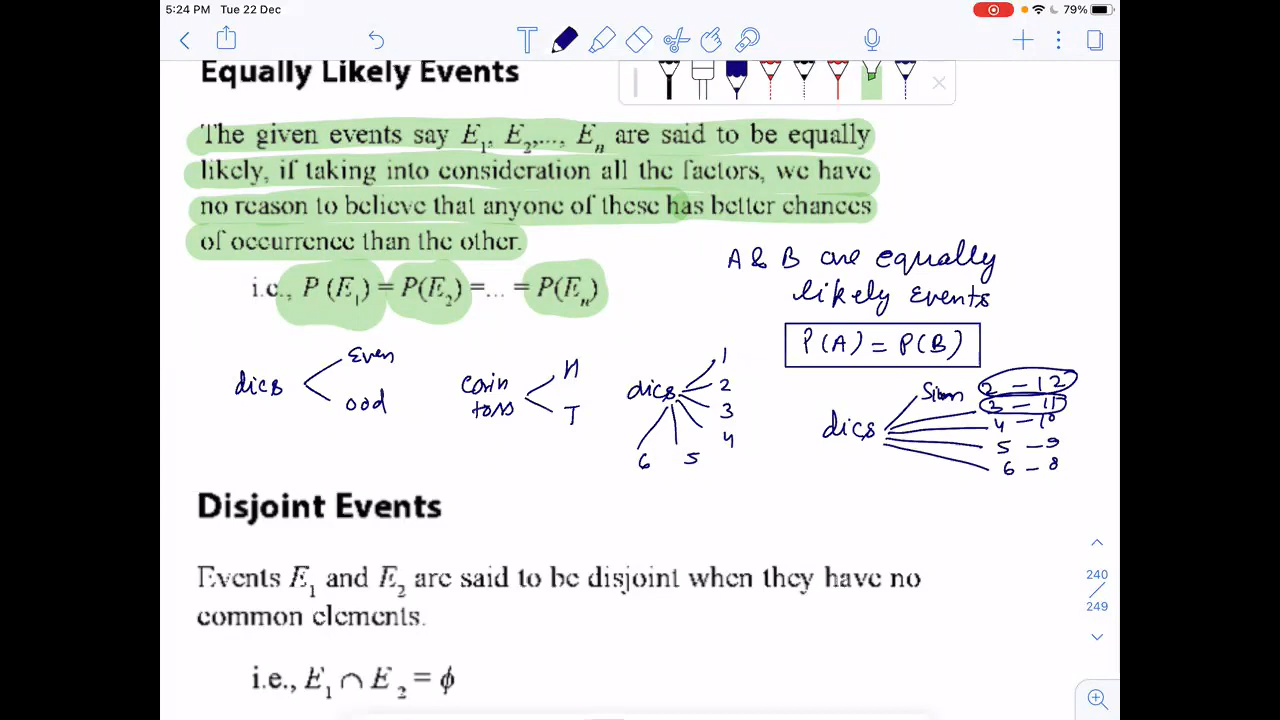 5:24 PM Tue 22 Dec
79%
Equally Likely Events
The given events say E1, E2,..., En are said to be equally
likely, if taking into consideration all the factors, we have
no reason to believe that anyone of these has better chances
of occurrence than the other.
i.e., P (E1) = P(E2) =... = P(En)
A & B are equally
likely Events
P(A) = P(B)
dics
Even
ood
coin
toss
H
T
dics
1
2
3
4
5
6
dics
Sum
2 - 12
3 - 11
4 - 10
5 - 9
6 - 8
Disjoint Events
Events E1 and E2 are said to be disjoint when they have no
common elements.
i.e., E1 ∩ E2 = ϕ
240
249